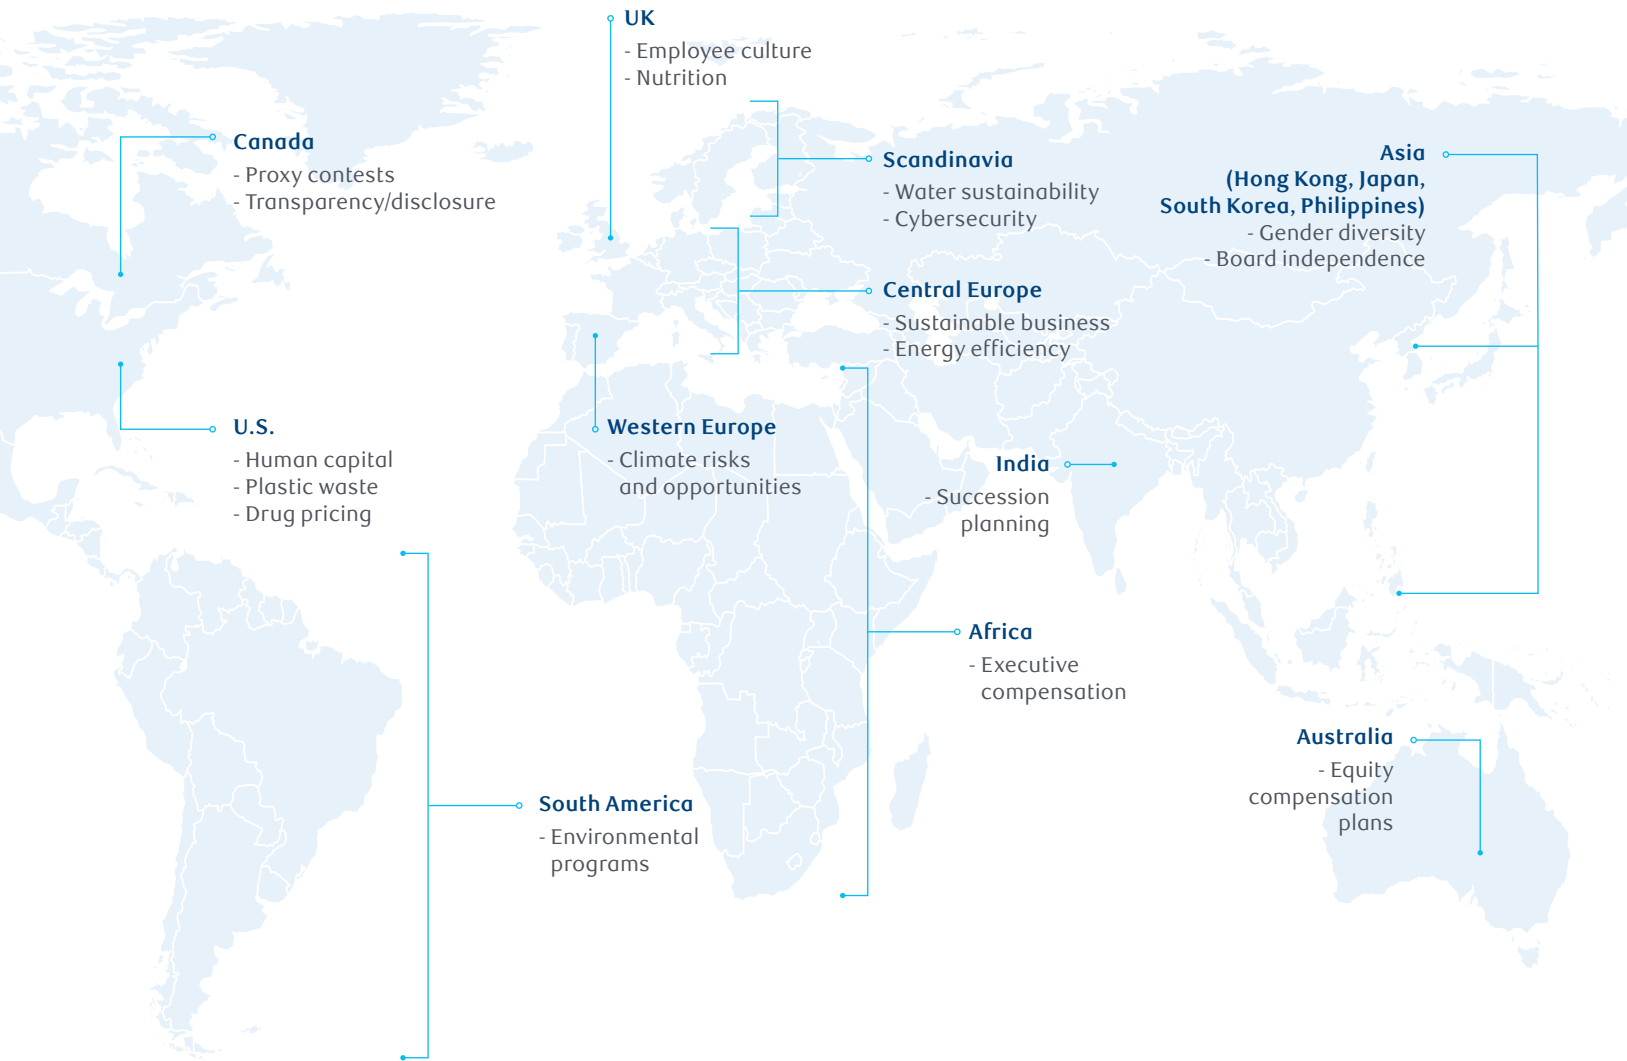 UK
- Employee culture
- Nutrition
Canada
- Proxy contests
- Transparency/disclosure
Scandinavia
- Water sustainability
- Cybersecurity
Asia
(Hong Kong, Japan,
South Korea, Philippines)
- Gender diversity
- Board independence
Central Europe
- Sustainable business
- Energy efficiency
U.S.
- Human capital
- Plastic waste
- Drug pricing
Western Europe
- Climate risks
and opportunities
India
- Succession
planning
Africa
- Executive
compensation
Australia
- Equity
compensation
plans
South America
- Environmental
programs